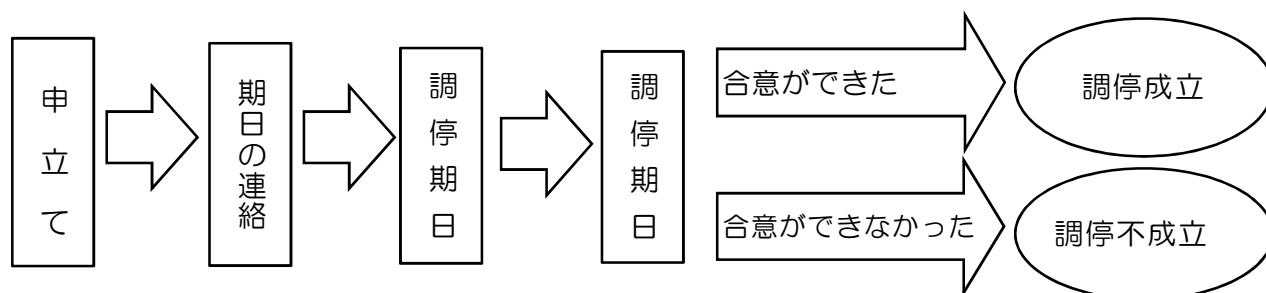 申立て
期日の連絡
調停期日
調停期日
合意ができた
調停成立
合意ができなかった
調停不成立